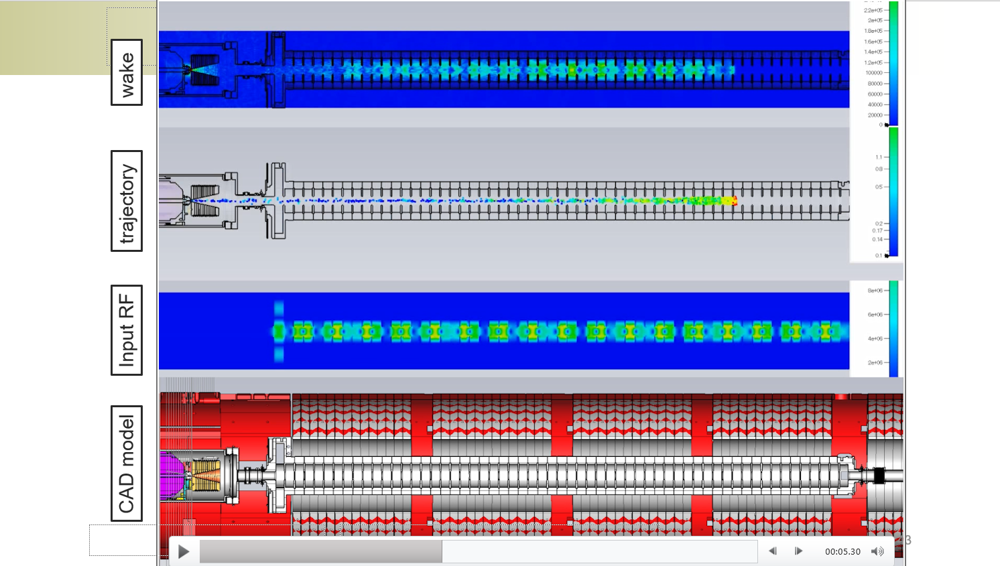 wake
2.2e+05
2e+05
1.8e+05
1.6e+05
1.4e+05
1.2e+05
100000
80000
60000
40000
20000
0
trajectory
1.1
0.8
0.5
0.2
0.17
0.14
0.1
Input RF
8e+06
6e+06
4e+06
2e+06
CAD model
00:05.30